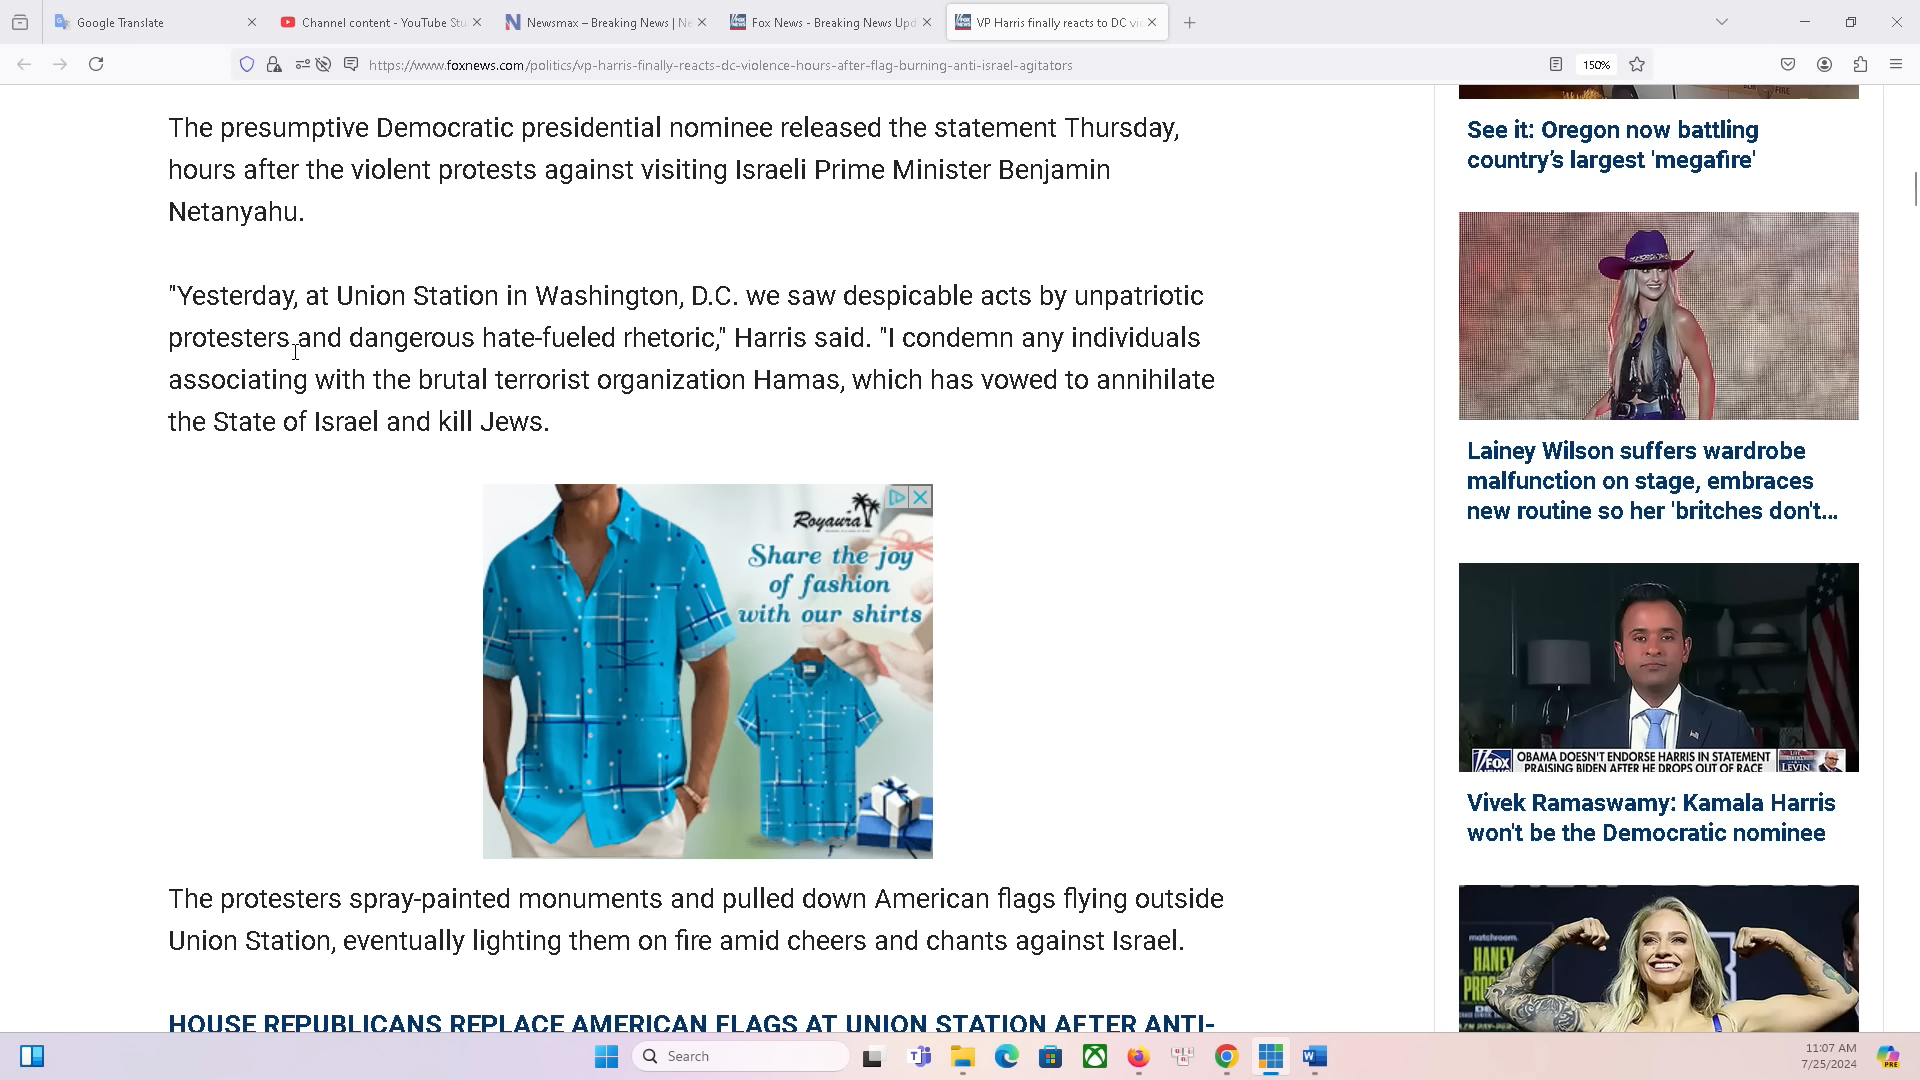 Google Translate
Channel content - YouTube Stu
Newsmax – Breaking News | Ne
Fox News - Breaking News Upd
VP Harris finally reacts to DC vi
https://www.foxnews.com/politics/vp-harris-finally-reacts-dc-violence-hours-after-flag-burning-anti-israel-agitators
150%
The presumptive Democratic presidential nominee released the statement Thursday,
hours after the violent protests against visiting Israeli Prime Minister Benjamin
Netanyahu.
"Yesterday, at Union Station in Washington, D.C. we saw despicable acts by unpatriotic
protesters and dangerous hate-fueled rhetoric," Harris said. "I condemn any individuals
associating with the brutal terrorist organization Hamas, which has vowed to annihilate
the State of Israel and kill Jews.
Royaura
Share the joy
of fashion
with our shirts
The protesters spray-painted monuments and pulled down American flags flying outside
Union Station, eventually lighting them on fire amid cheers and chants against Israel.
HOUSE REPUBLICANS REPLACE AMERICAN FLAGS AT UNION STATION AFTER ANTI-
FIRE
See it: Oregon now battling
country's largest 'megafire'
Lainey Wilson suffers wardrobe
malfunction on stage, embraces
new routine so her 'britches don't...
FOX
NEWS
OBAMA DOESN'T ENDORSE HARRIS IN STATEMENT
PRAISING BIDEN AFTER HE DROPS OUT OF RACE
LEVIN
Vivek Ramaswamy: Kamala Harris
won't be the Democratic nominee
matchroom.
HANEY
Search
11:07 AM
7/25/2024
PRE